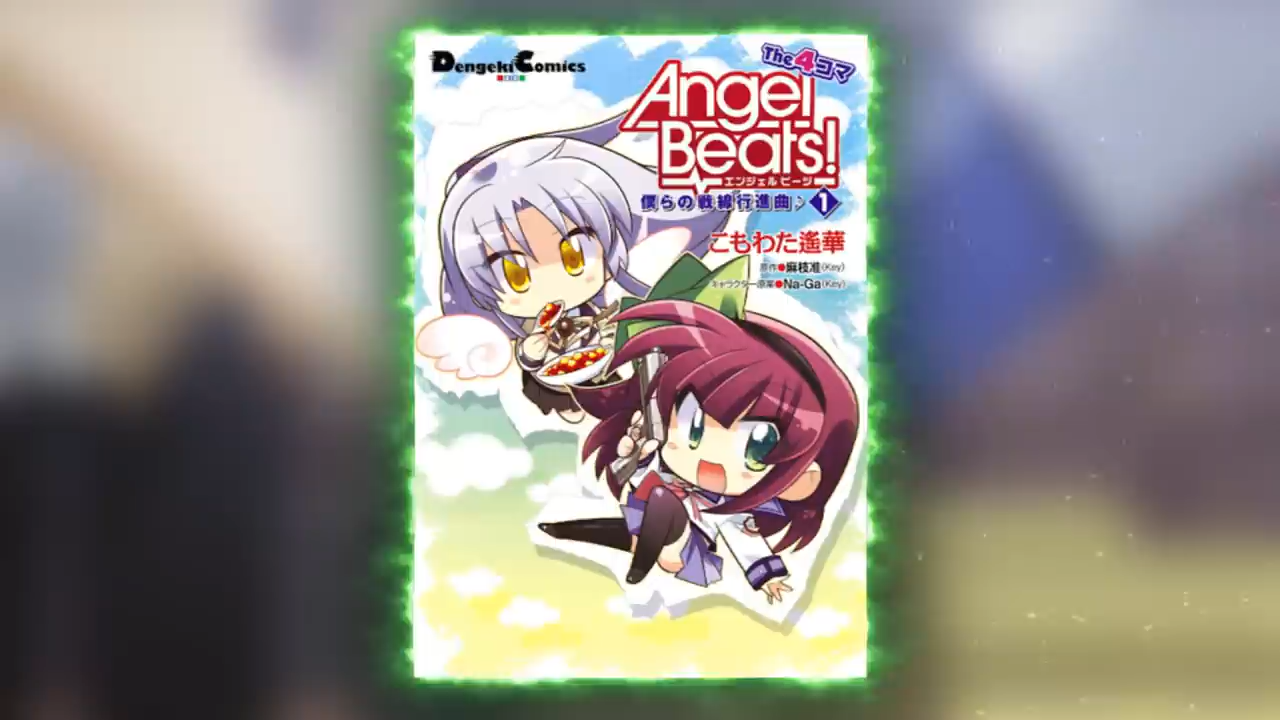 Dengeki Comics
The 4コマ
Angel
Beats!
エンジェル ビーツ
僕らの戦線行進曲♪ 1
こもわた遙華
原作●麻枝准(Key)
キャラクター原案●Na-Ga(Key)